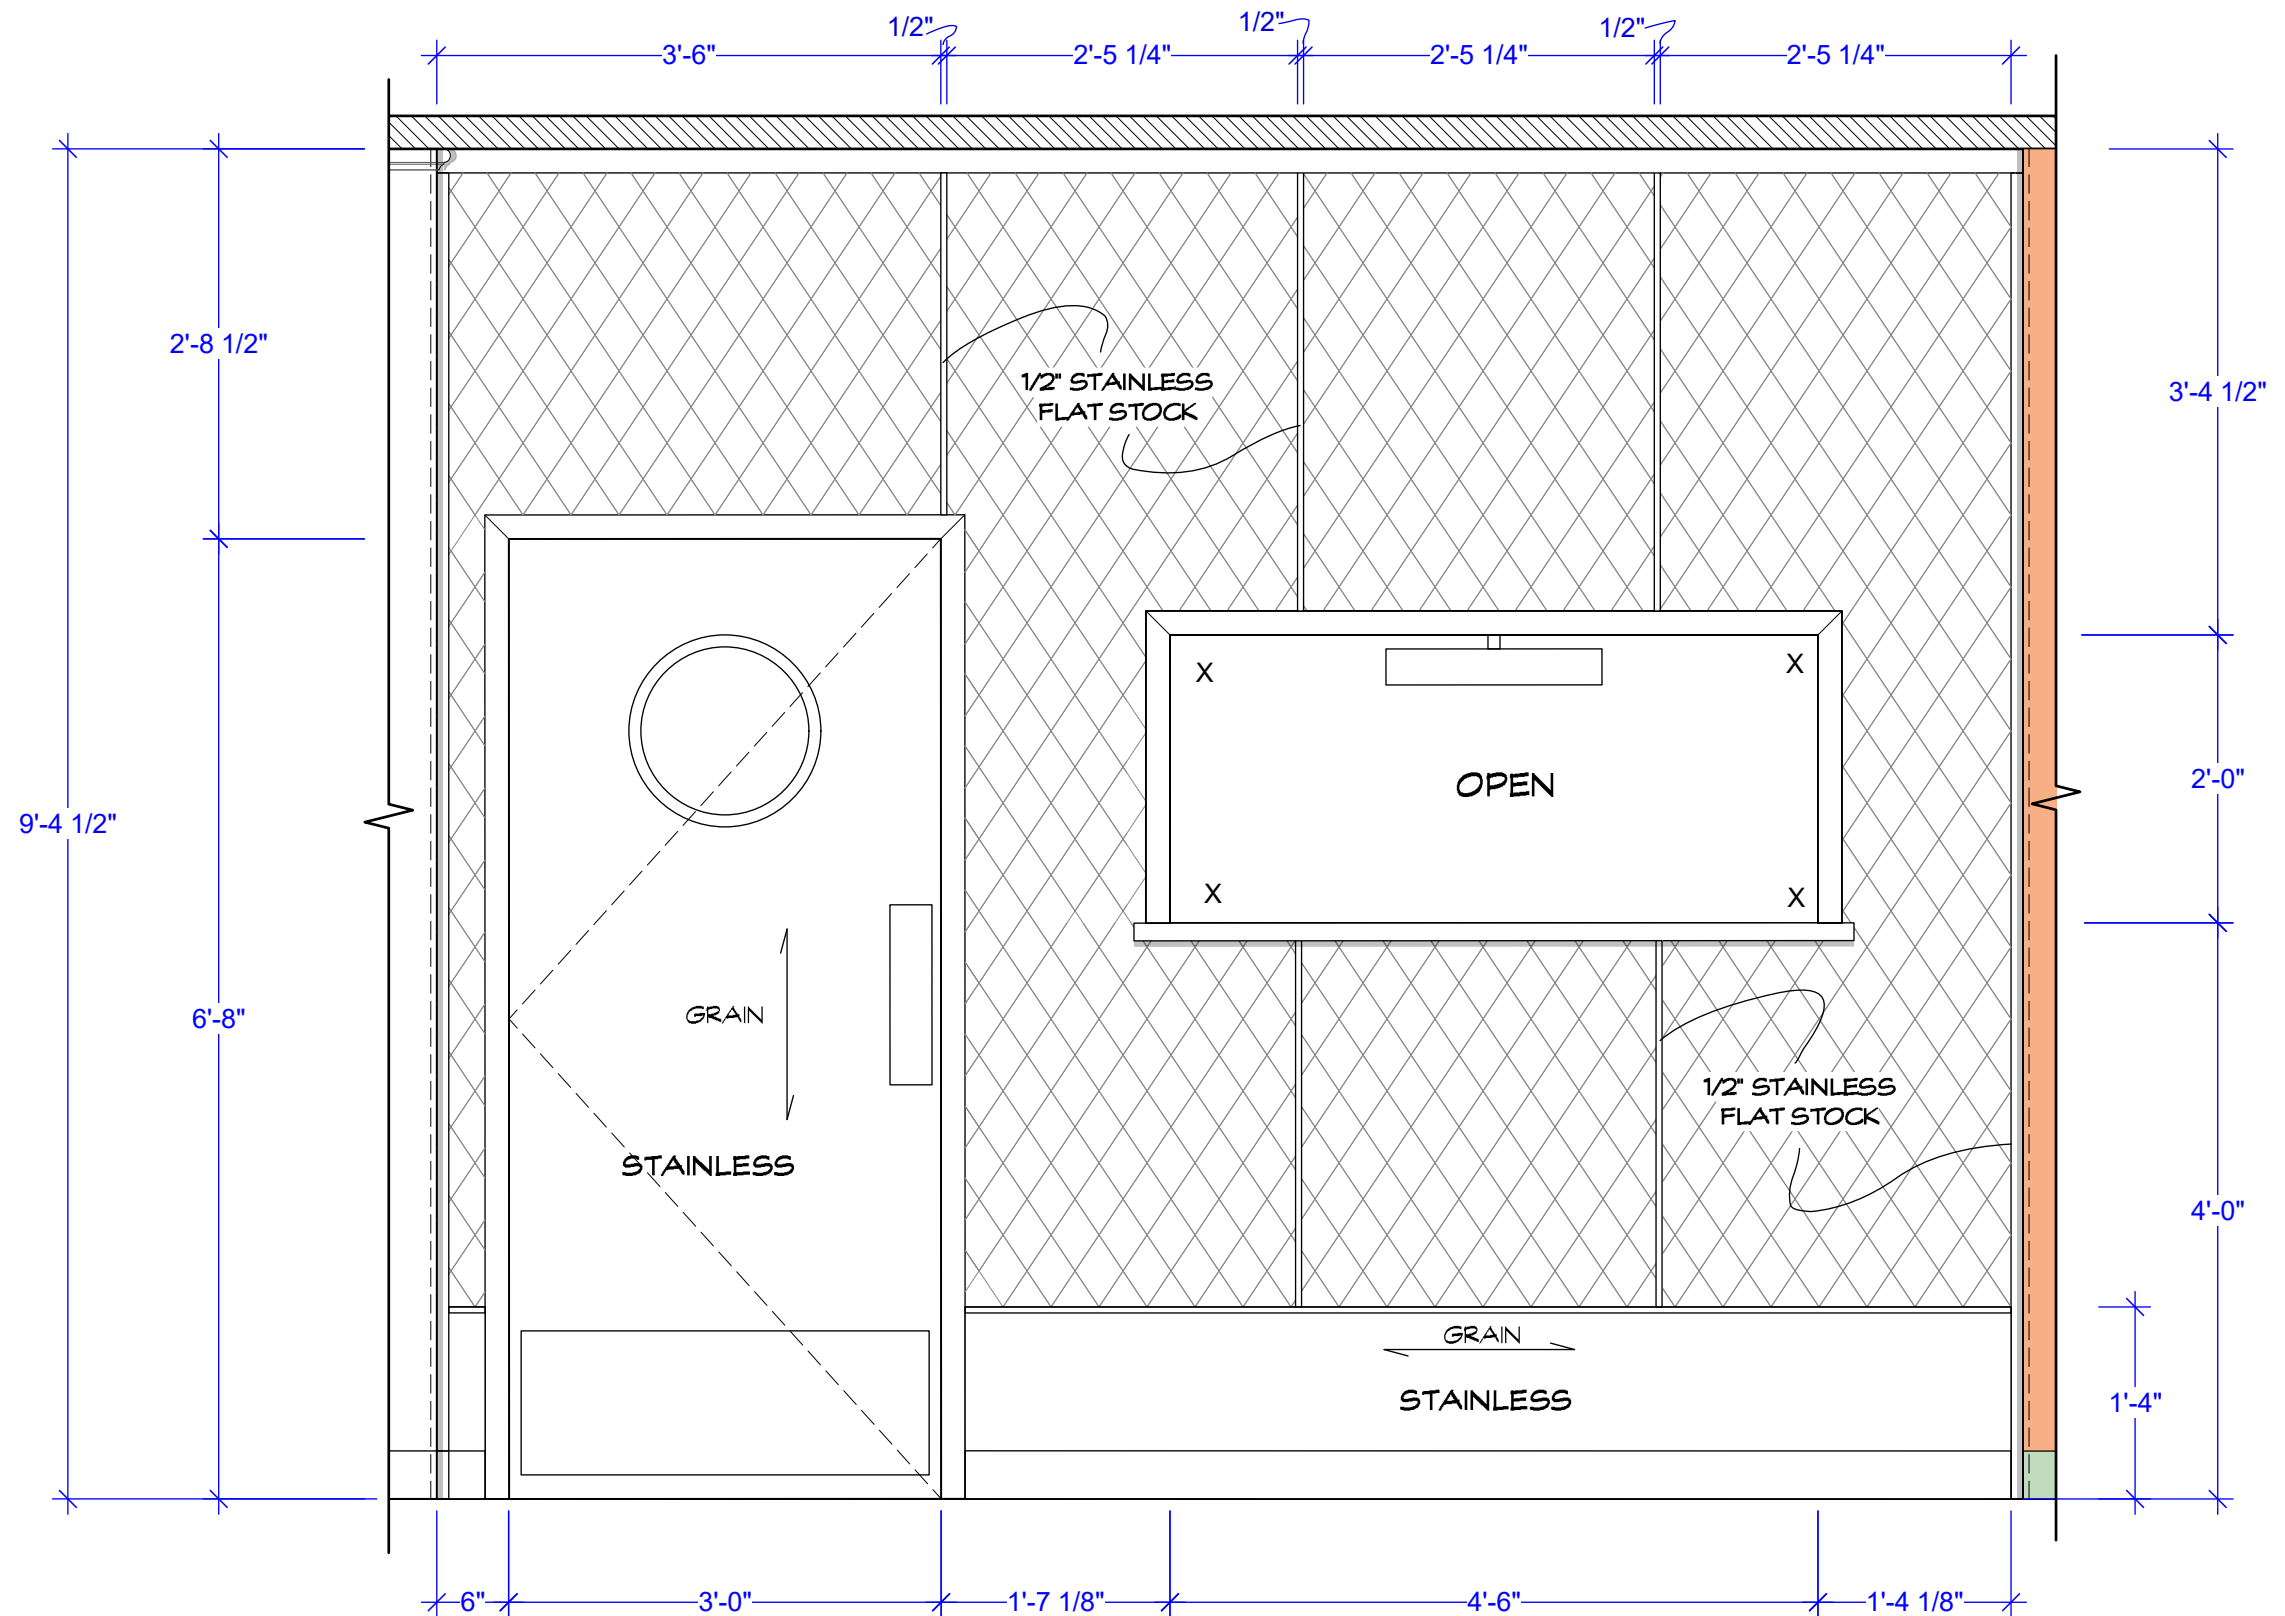 1/2" 1/2" 1/2"
3'-6" 2'-5 1/4" 2'-5 1/4" 2'-5 1/4"
2'-8 1/2"
3'-4 1/2"
1/2" STAINLESS
FLAT STOCK
X X
OPEN
2'-0"
9'-4 1/2"
X X
GRAIN
6'-8"
1/2" STAINLESS
FLAT STOCK
STAINLESS
4'-0"
GRAIN
STAINLESS
1'-4"
6" 3'-0" 1'-7 1/8" 4'-6" 1'-4 1/8"